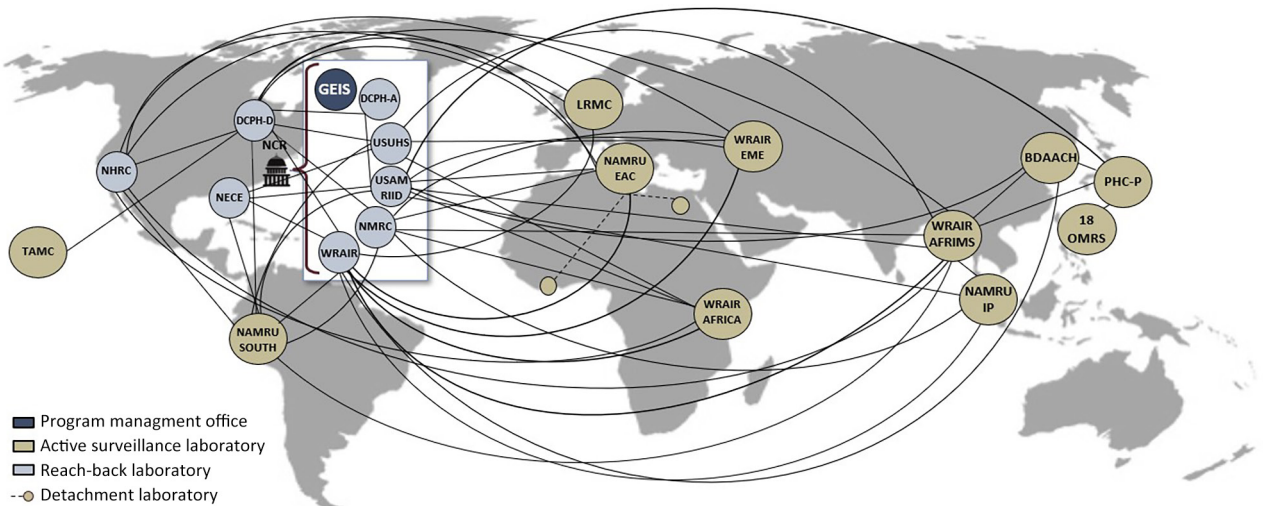 GEIS
DCPH-A
DCPH-D
NCR
USUHS
NHRC
USAM
RIID
NECE
NMRC
WRAIR
TAMC
NAMRU
SOUTH
LRMC
NAMRU
EAC
WRAIR
EME
WRAIR
AFRICA
BDAACH
PHC-P
18
OMRS
WRAIR
AFRIMS
NAMRU
IP
Program managment office
Active surveillance laboratory
Reach-back laboratory
Detachment laboratory